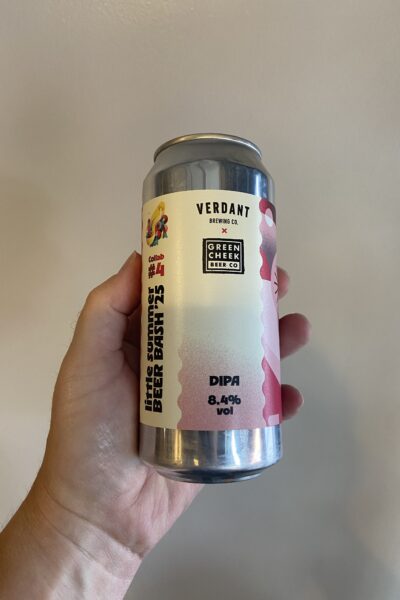 VERDANT
BREWING CO.
×
GREEN
CHEEK
BEER CO
DIPA
8.4%
vol
Collab
#4
little summer
BEER BASH '25